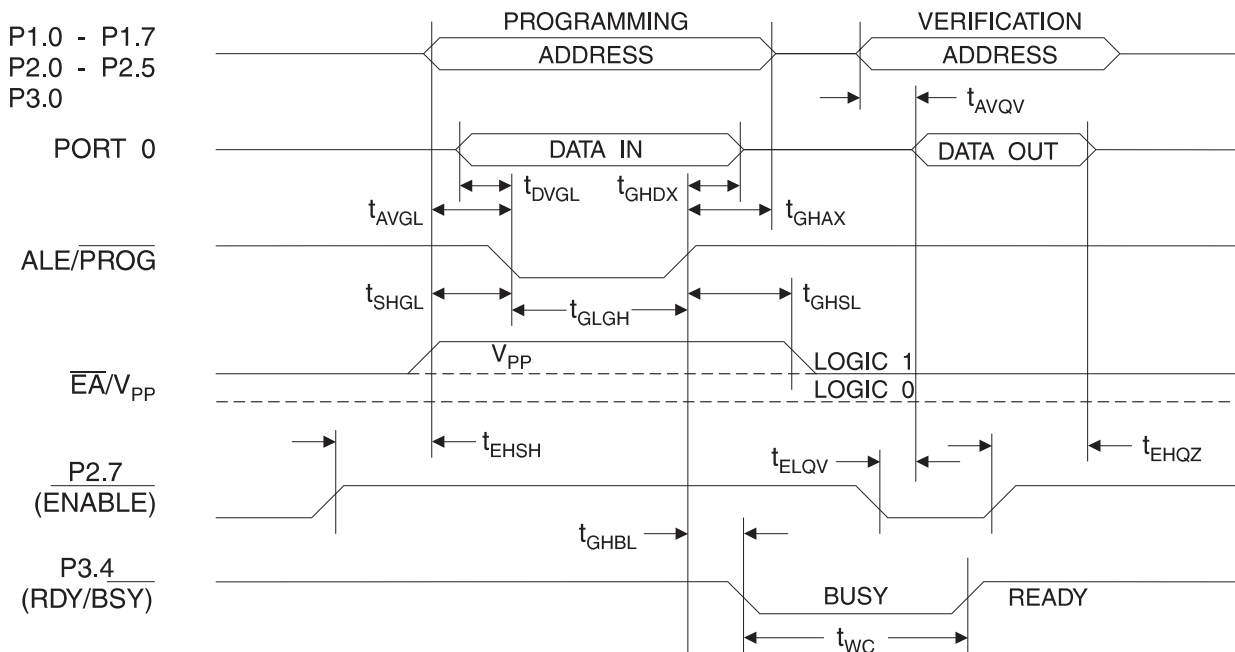 PROGRAMMING
VERIFICATION
P1.0 - P1.7
P2.0 - P2.5
P3.0
ADDRESS
ADDRESS
tAVQV
PORT 0
DATA IN
DATA OUT
tDVGL
tGHDX
tAVGL
tGHAX
ALE/PROG
tSHGL
tGLGH
tGHSL
VPP
LOGIC 1
EA/VPP
LOGIC 0
tEHSH
tELQV
tEHQZ
P2.7
(ENABLE)
tGHBL
P3.4
(RDY/BSY)
BUSY
READY
tWC